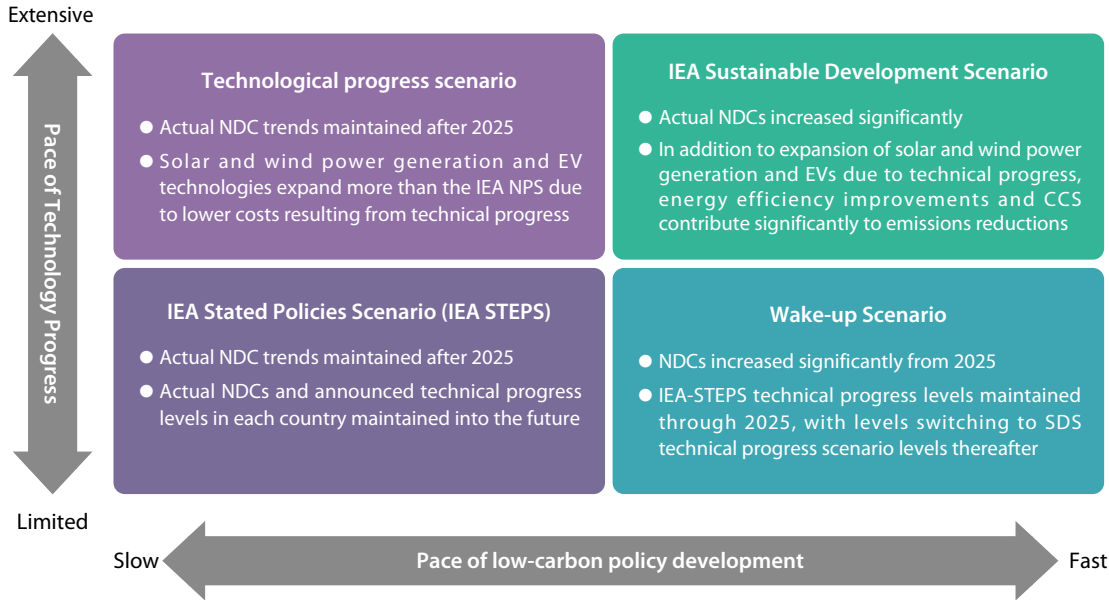 Extensive
Pace of Technology Progress
Limited
Technological progress scenario
● Actual NDC trends maintained after 2025
● Solar and wind power generation and EV
technologies expand more than the IEA NPS due
to lower costs resulting from technical progress
IEA Sustainable Development Scenario
● Actual NDCs increased significantly
● In addition to expansion of solar and wind power
generation and EVs due to technical progress,
energy efficiency improvements and CCS
contribute significantly to emissions reductions
IEA Stated Policies Scenario (IEA STEPS)
● Actual NDC trends maintained after 2025
● Actual NDCs and announced technical progress
levels in each country maintained into the future
Wake-up Scenario
● NDCs increased significantly from 2025
● IEA-STEPS technical progress levels maintained
through 2025, with levels switching to SDS
technical progress scenario levels thereafter
Slow
Pace of low-carbon policy development
Fast